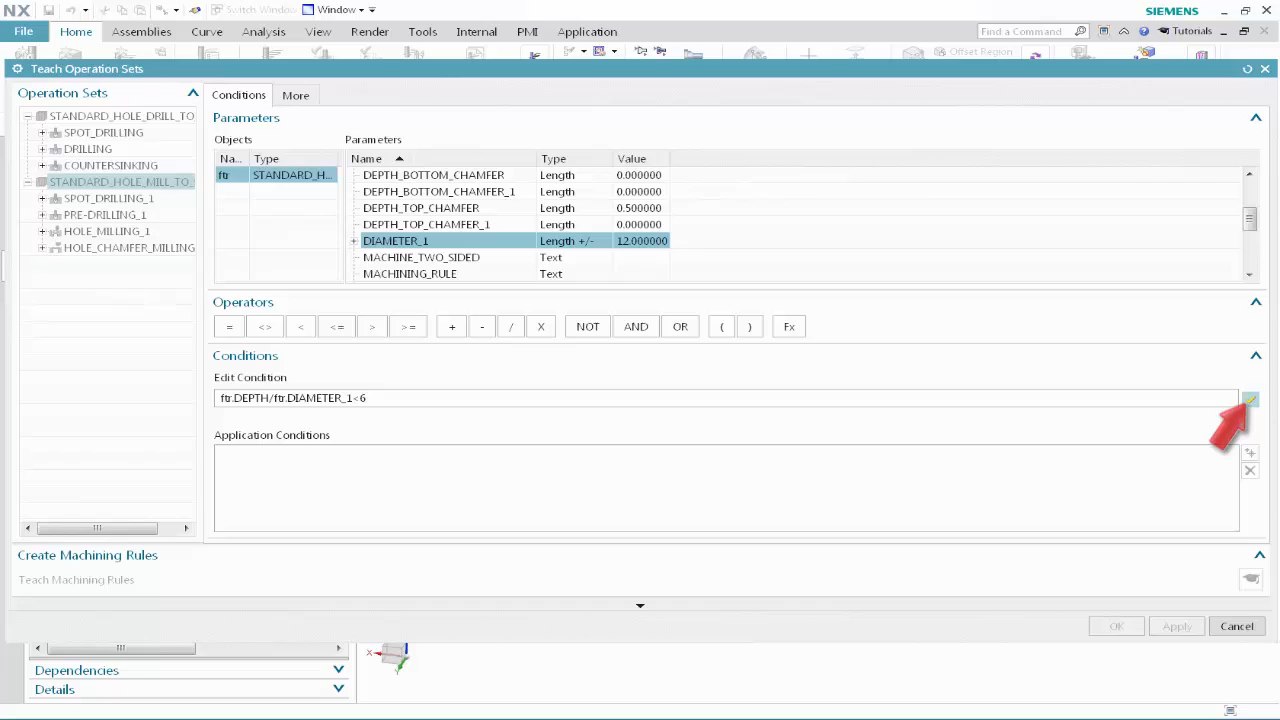 NX
Switch Window
Window
SIEMENS
File
Home
Assemblies
Curve
Analysis
View
Render
Tools
Internal
PMI
Application
Find a Command
Tutorials
Offset Region
Teach Operation Sets
Operation Sets
STANDARD_HOLE_DRILL_TO
SPOT_DRILLING
DRILLING
COUNTERSINKING
STANDARD_HOLE_MILL_TO_
SPOT_DRILLING_1
PRE-DRILLING_1
HOLE_MILLING_1
HOLE_CHAMFER_MILLING
Conditions
More
Parameters
Objects
Parameters
Na... Type
ftr STANDARD_H...
Name Type Value
DEPTH_BOTTOM_CHAMFER Length 0.000000
DEPTH_BOTTOM_CHAMFER_1 Length 0.000000
DEPTH_TOP_CHAMFER Length 0.500000
DEPTH_TOP_CHAMFER_1 Length 0.000000
DIAMETER_1 Length +/- 12.000000
MACHINE_TWO_SIDED Text
MACHINING_RULE Text
Operators
= <> < <= > >= + - / X NOT AND OR ( ) Fx
Conditions
Edit Condition
ftr.DEPTH/ftr.DIAMETER_1<6
Application Conditions
Create Machining Rules
Teach Machining Rules
OK
Apply
Cancel
X
Y
Dependencies
Details